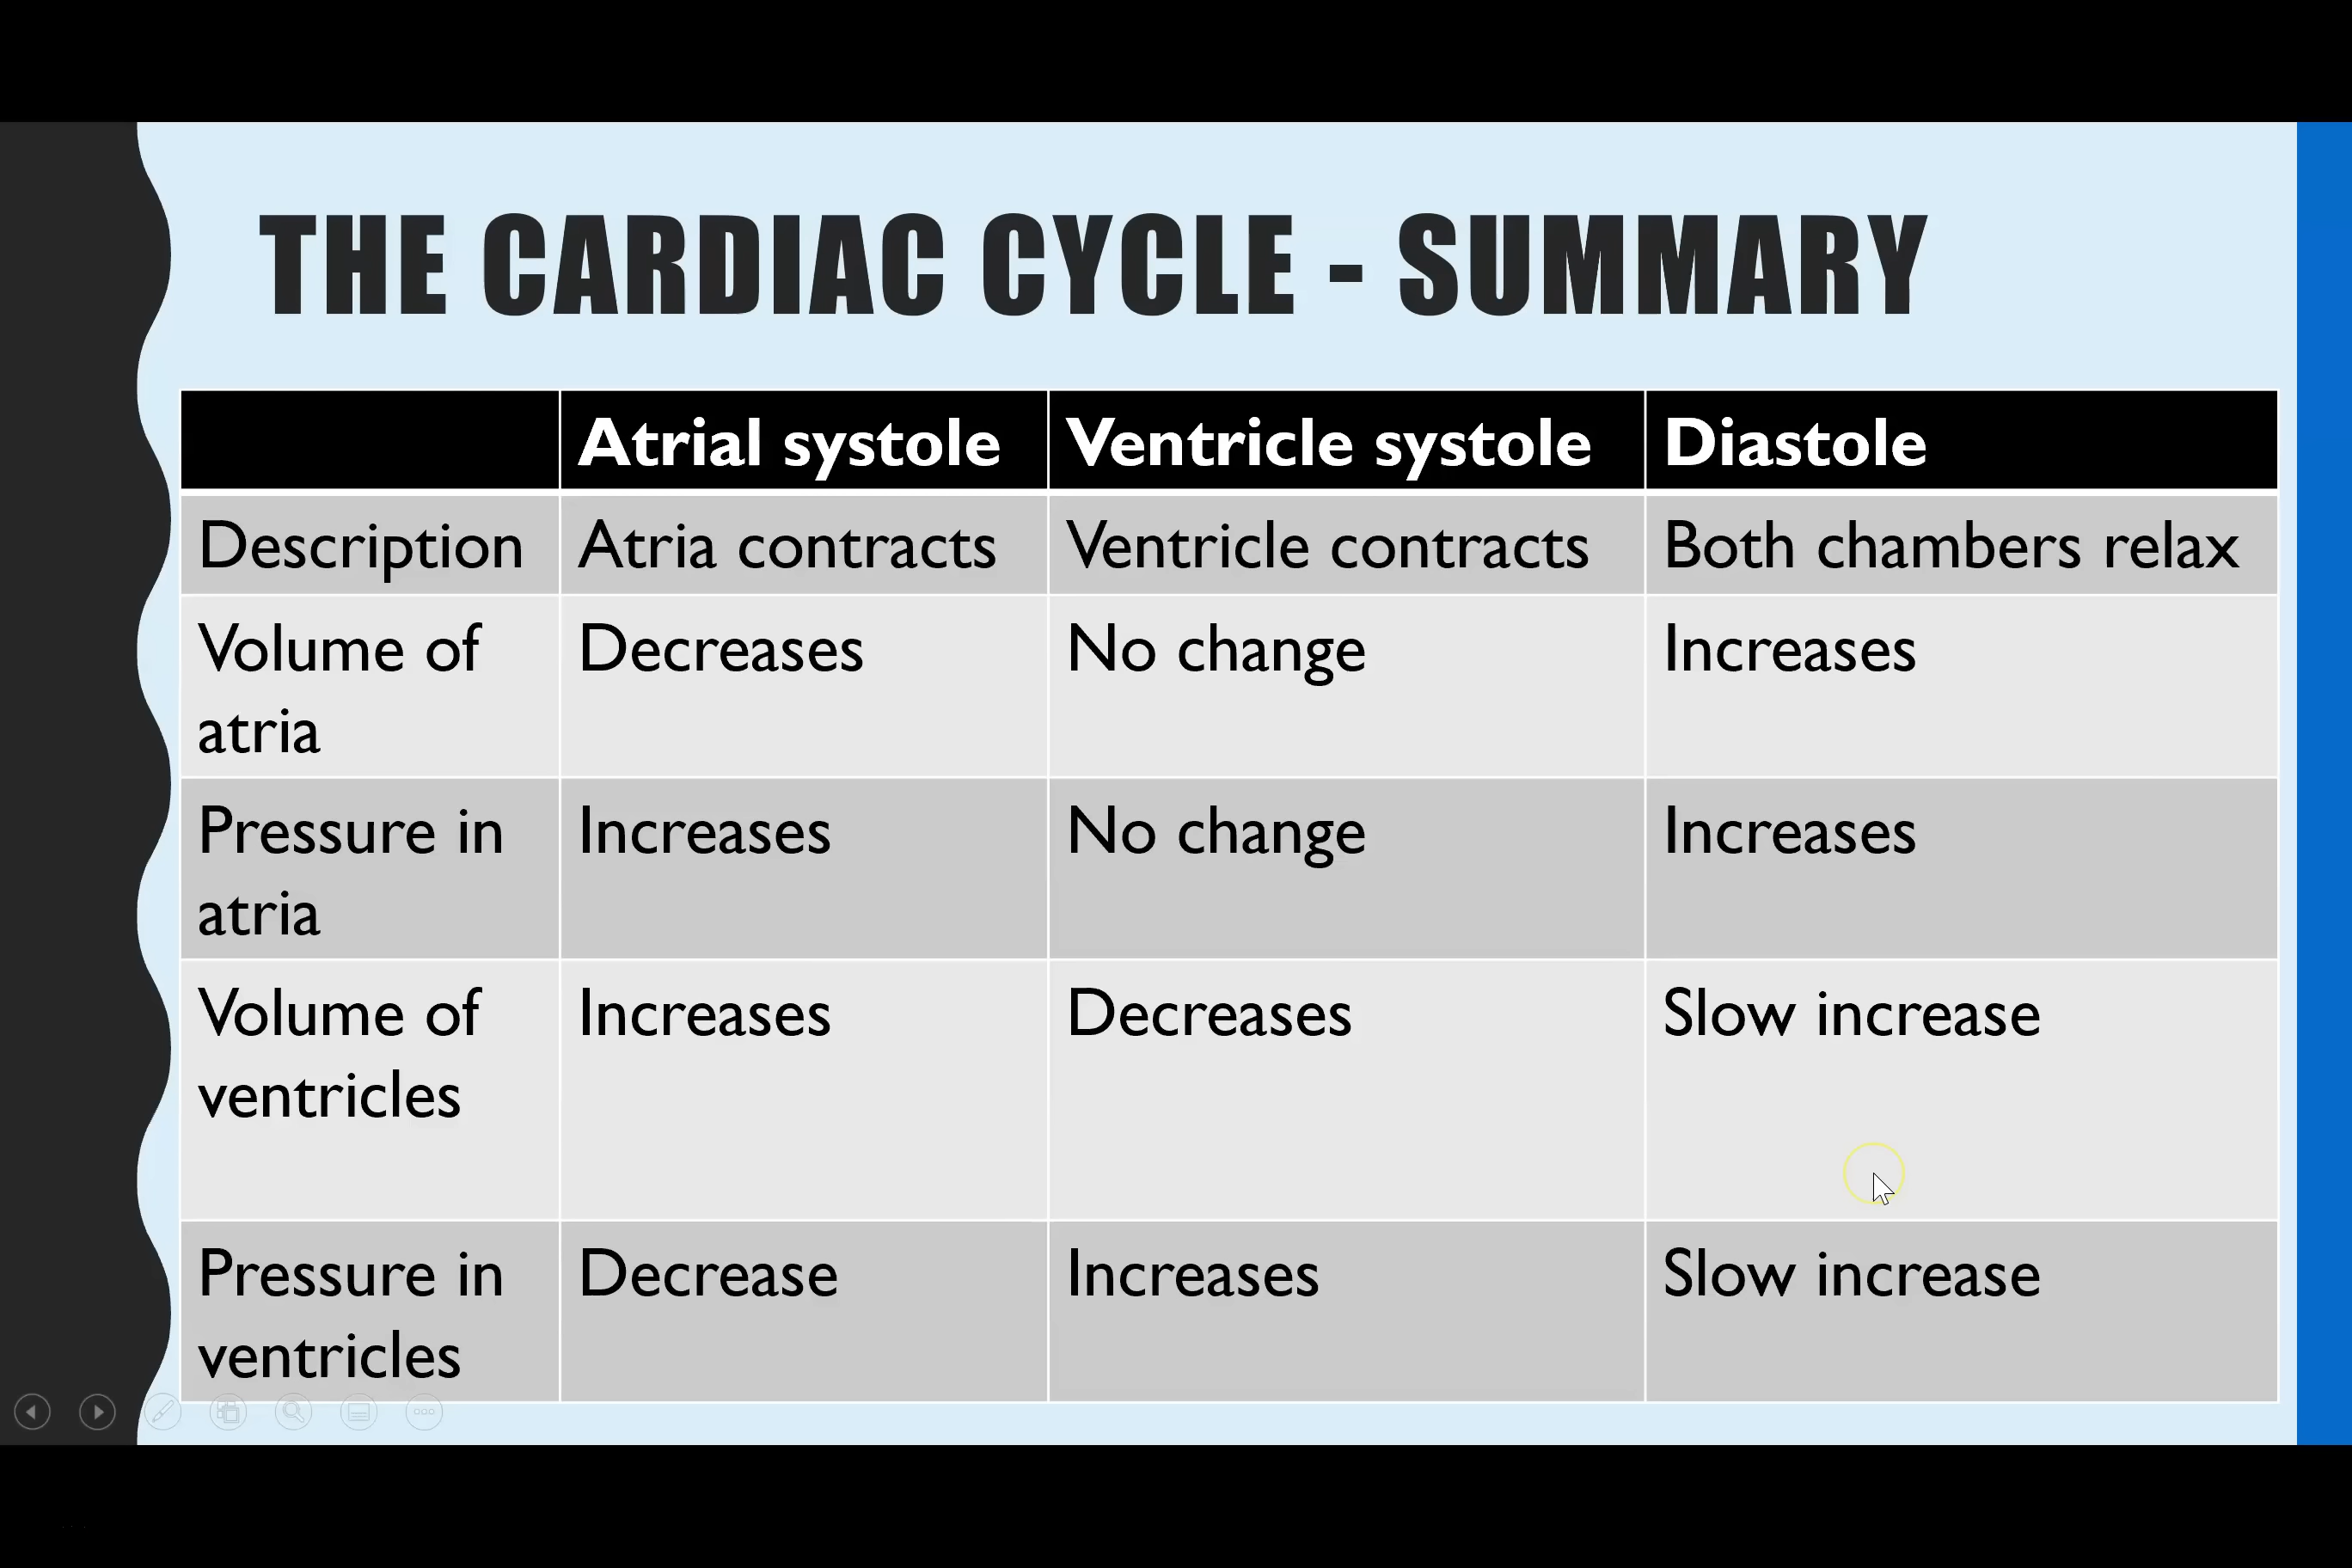 THE CARDIAC CYCLE - SUMMARY
Atrial systole Ventricle systole Diastole
Description Atria contracts Ventricle contracts Both chambers relax
Volume of atria Decreases No change Increases
Pressure in atria Increases No change Increases
Volume of ventricles Increases Decreases Slow increase
Pressure in ventricles Decrease Increases Slow increase